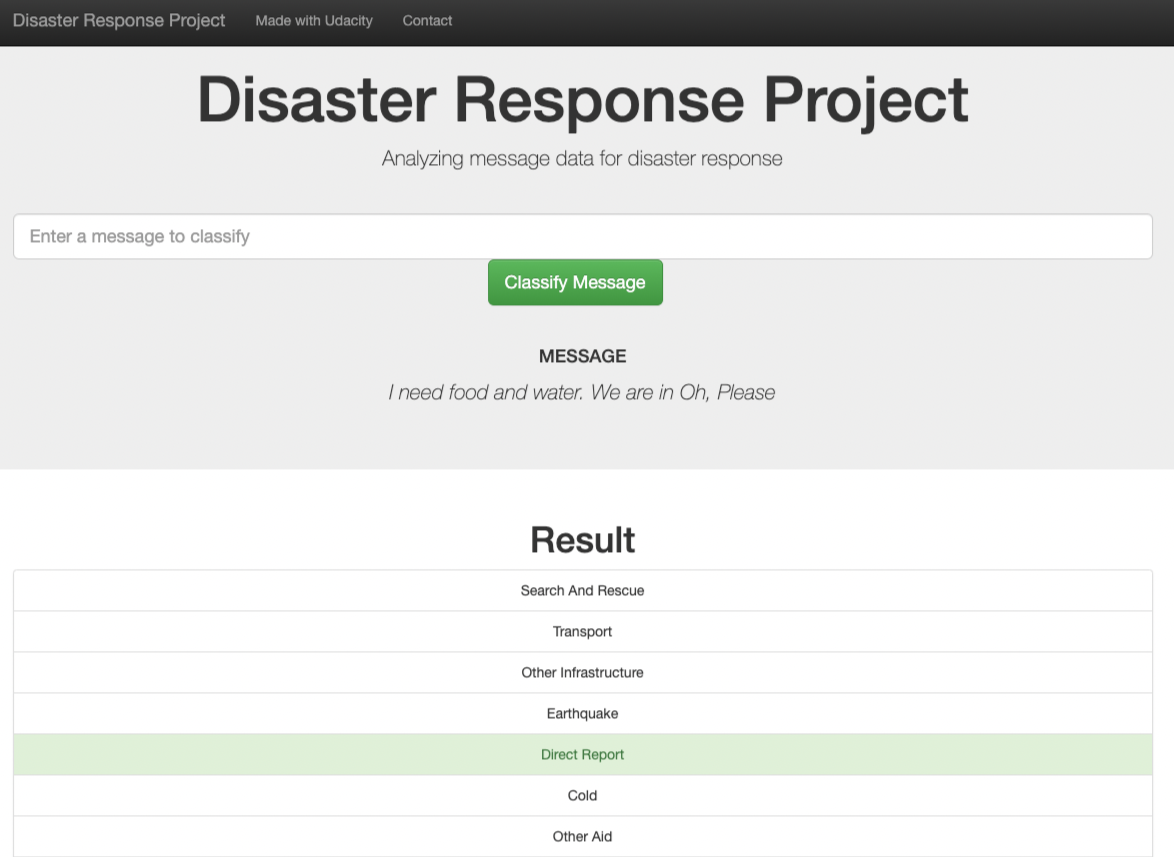 Disaster Response Project Made with Udacity Contact
Disaster Response Project
Analyzing message data for disaster response
Enter a message to classify
Classify Message
MESSAGE
I need food and water. We are in Oh, Please
Result
Search And Rescue
Transport
Other Infrastructure
Earthquake
Direct Report
Cold
Other Aid